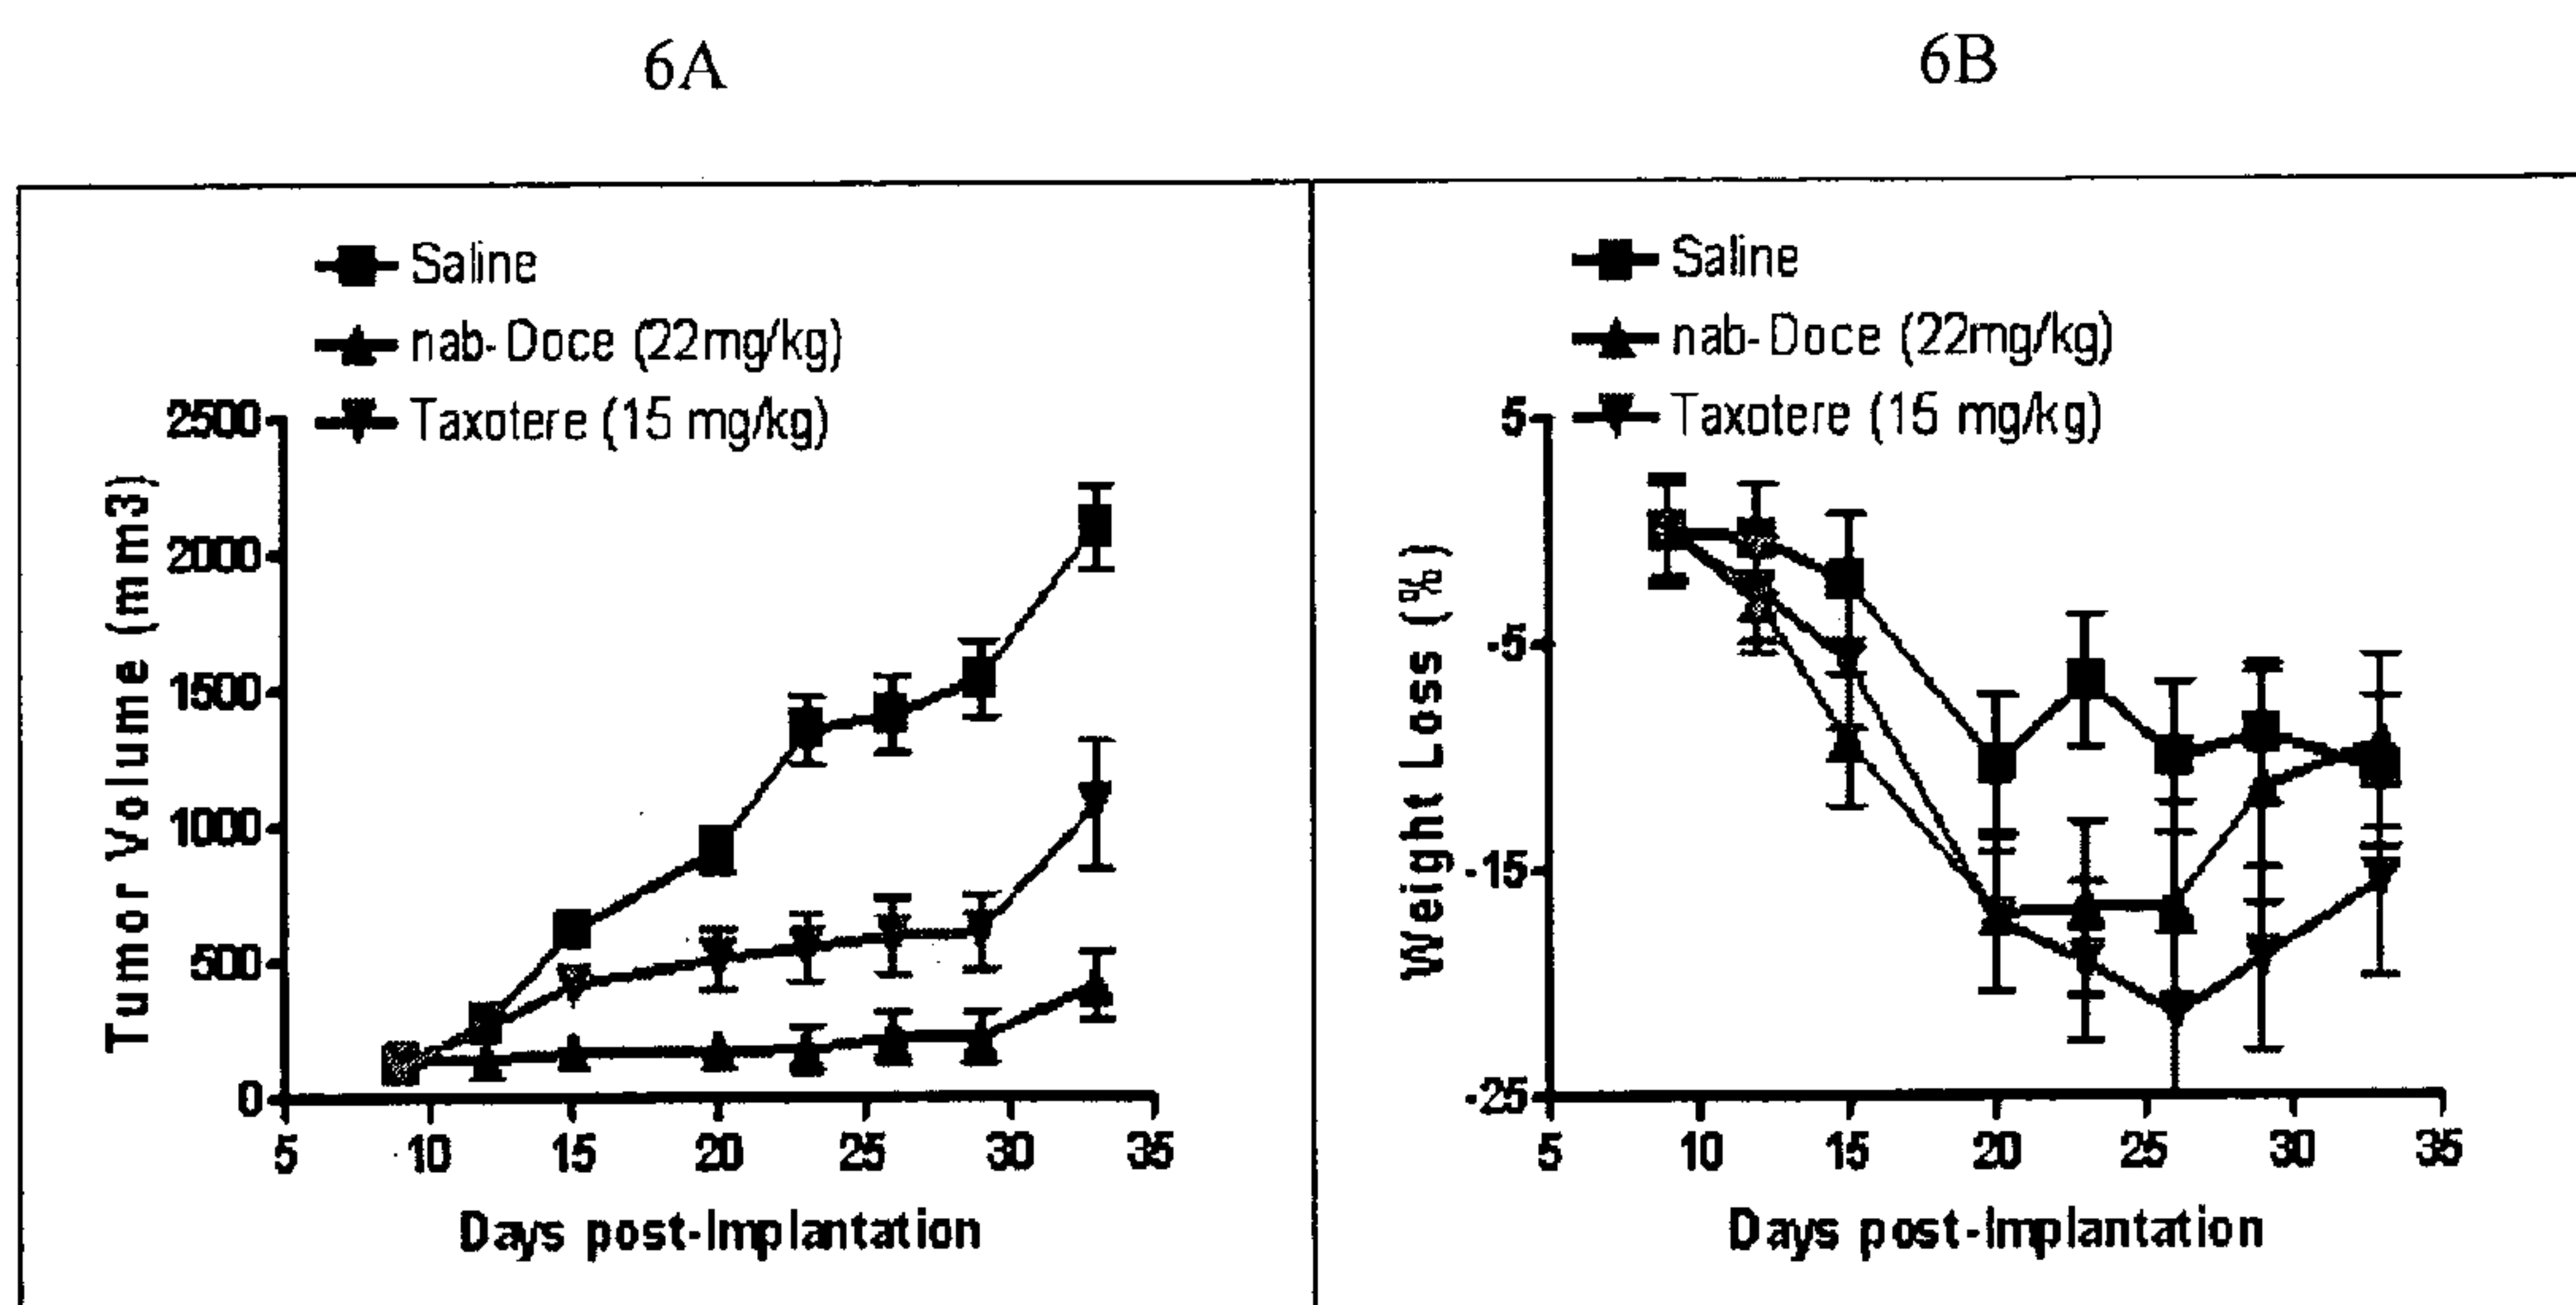 6A
6B
Saline
nab-Doce (22mg/kg)
Taxotere (15 mg/kg)
2500
2000
1500
1000
500
0
Tumor Volume (mm3)
5 10 15 20 25 30 35
Days post-Implantation
Saline
nab-Doce (22mg/kg)
Taxotere (15 mg/kg)
5
-5
-15
-25
Weight Loss (%)
5 10 15 20 25 30 35
Days post-Implantation